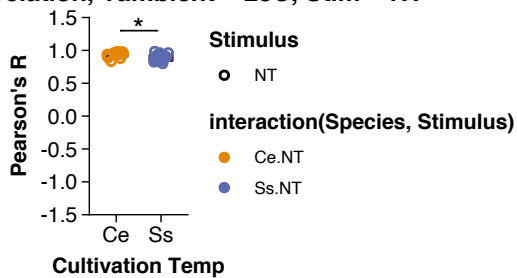 1.5
*
1.0
0.5
0.0
-0.5
-1.0
-1.5
Pearson's R
Ce Ss
Cultivation Temp
Stimulus
NT
interaction(Species, Stimulus)
Ce.NT
Ss.NT